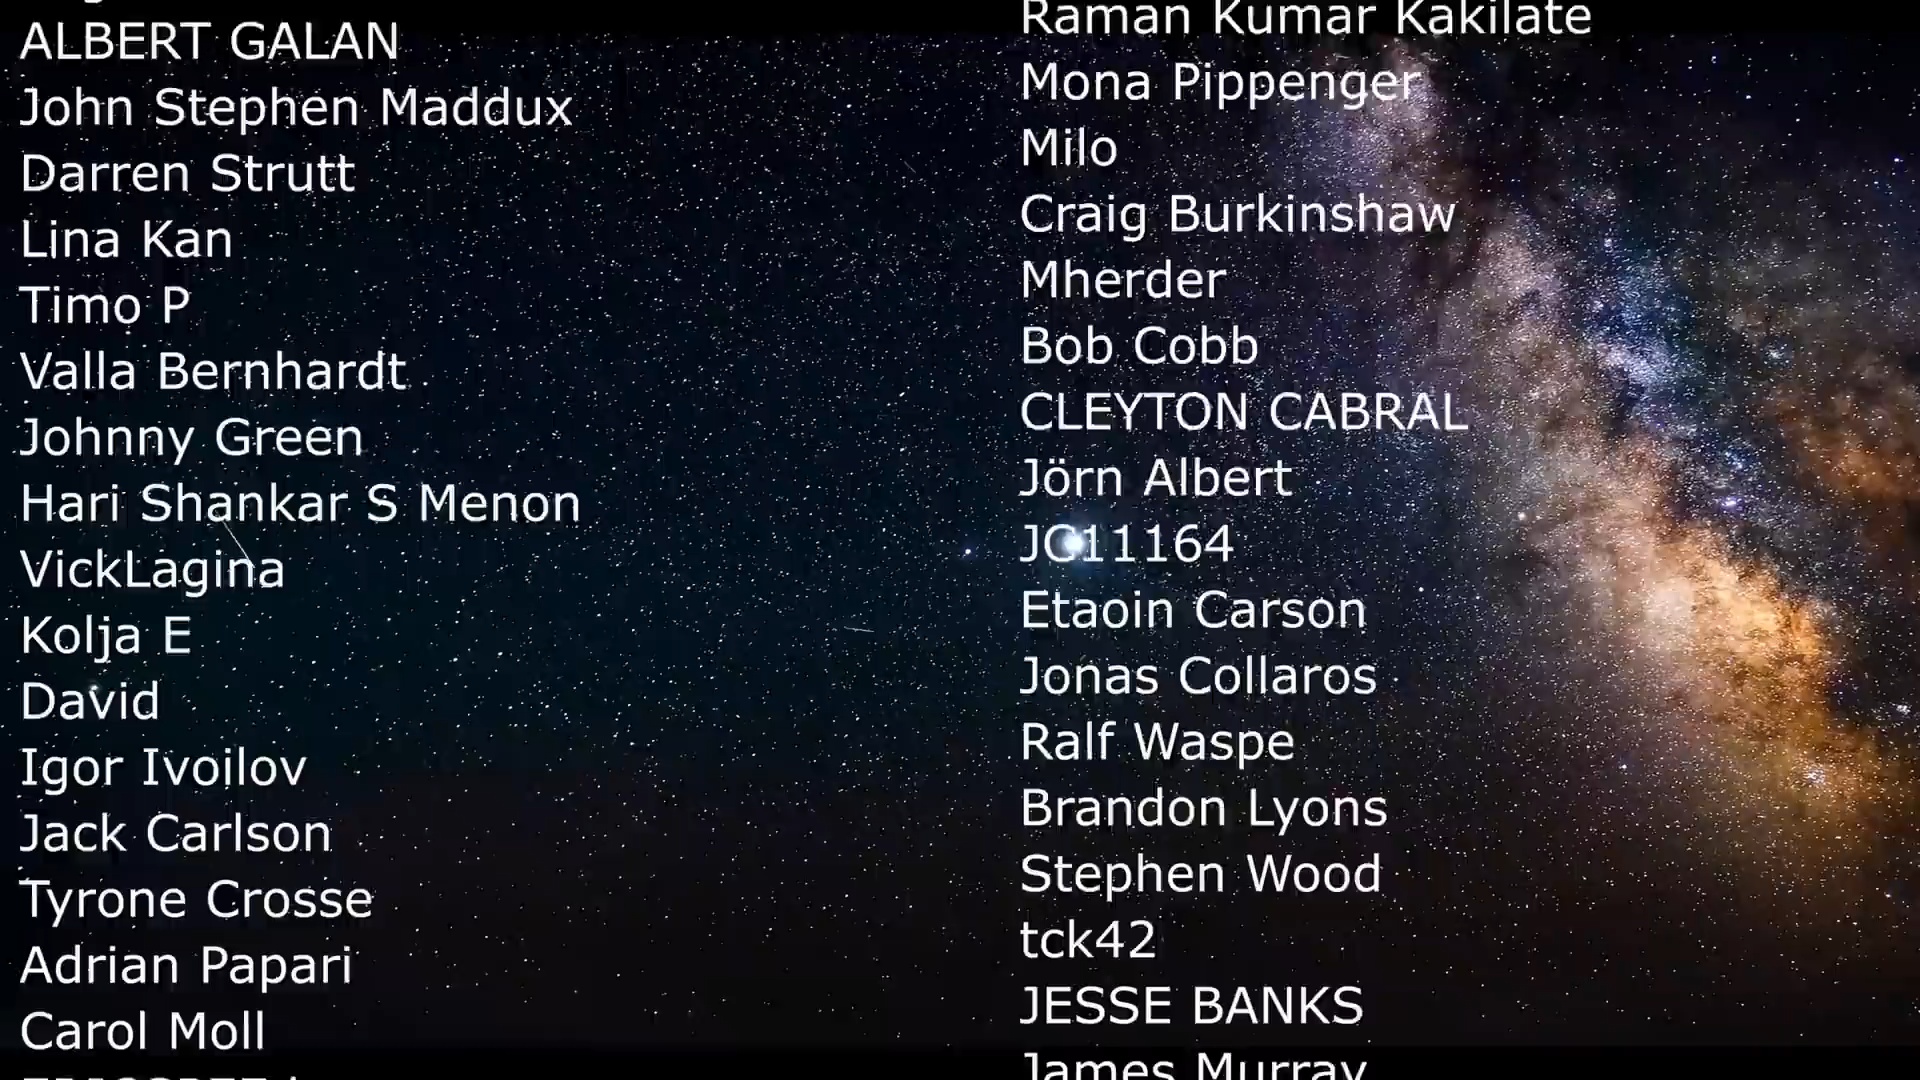 ALBERT GALAN
John Stephen Maddux
Darren Strutt
Lina Kan
Timo P
Valla Bernhardt
Johnny Green
Hari Shankar S Menon
VickLagina
Kolja E
David
Igor Ivoilov
Jack Carlson
Tyrone Crosse
Adrian Papari
Carol Moll
Raman Kumar Kakilate
Mona Pippenger
Milo
Craig Burkinshaw
Mherder
Bob Cobb
CLEYTON CABRAL
Jörn Albert
JC11164
Etaoin Carson
Jonas Collaros
Ralf Waspe
Brandon Lyons
Stephen Wood
tck42
JESSE BANKS
James Murray